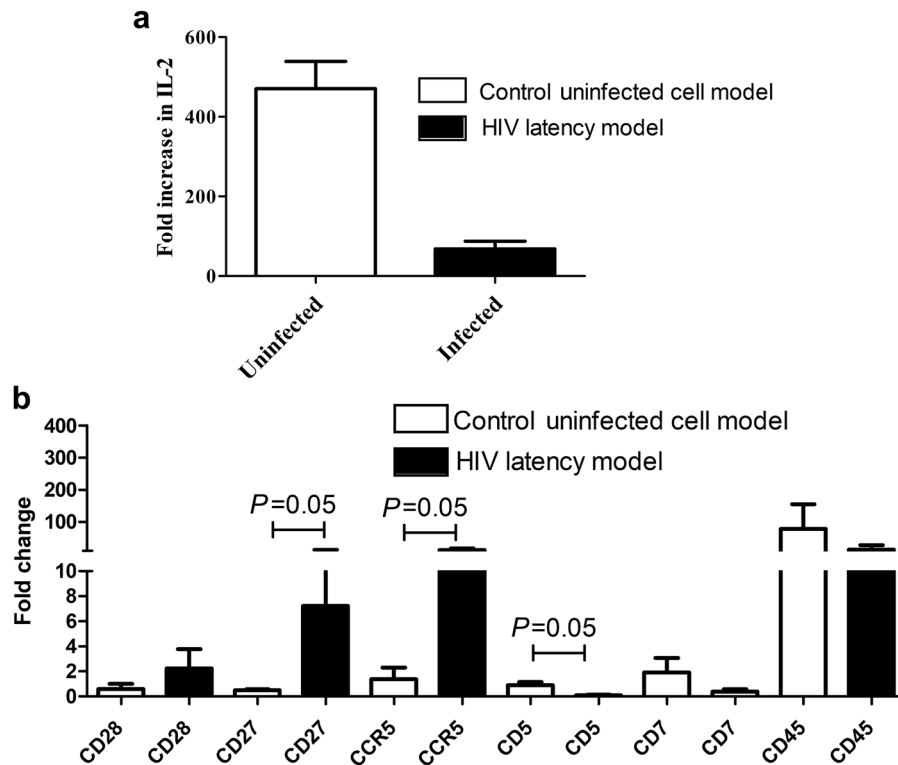 a
Fold increase in IL-2
600
400
200
0
Control uninfected cell model
HIV latency model
Uninfected
Infected
b
Fold change
400
300
200
100
10
8
6
4
2
0
Control uninfected cell model
HIV latency model
P=0.05
P=0.05
P=0.05
CD28
CD28
CD27
CD27
CCR5
CCR5
CD5
CD5
CD7
CD7
CD45
CD45